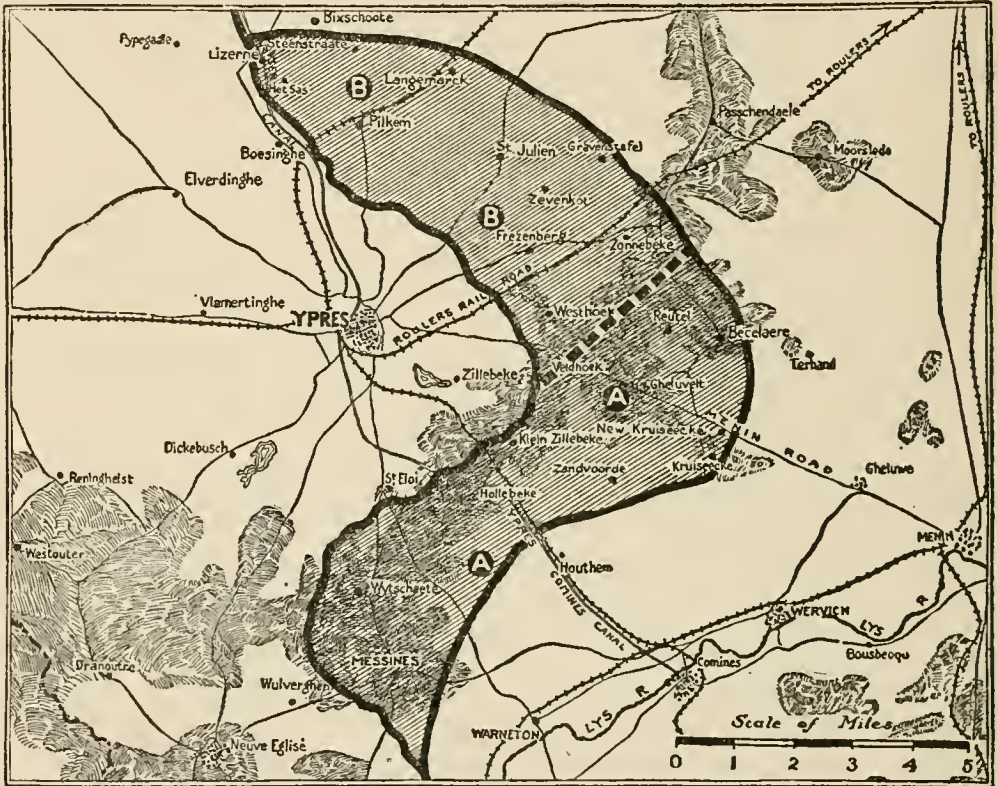 Bixschoote
Pypegade
Lizerne
Steenstraate
Het Sas
B
Langemarck
TO ROULERS
TO ROULERS
CANAL
Pilkem
Passchendaele
Boesinghe
St Julien
Gravenstafel
Moorslede
Elverdinghe
Zevenkot
B
Frezenberg
Zonnebeke
Vlamertinghe
YPRES
ROULERS RAIL ROAD
Westhoek
Reutel
Becelaere
Terhand
Veldhoek
Zillebeke
Gheluvelt
A
MENIN ROAD
New Kruiseecke
Klein Zillebeke
Dickebusch
Zandvoorde
Kruiseecke
Gheluwe
Reninghelst
St Eloi
Hollebeke
YPRES
COMINES CANAL
MENIN
Westouter
A
Houthem
Wytschaete
WERVICH
LYS R
Bousbecqu
Dranoutre
MESSINES
Comines
Wulverghem
LYS R
WARNETON
Neuve Eglise
Scale of Miles
0 1 2 3 4 5